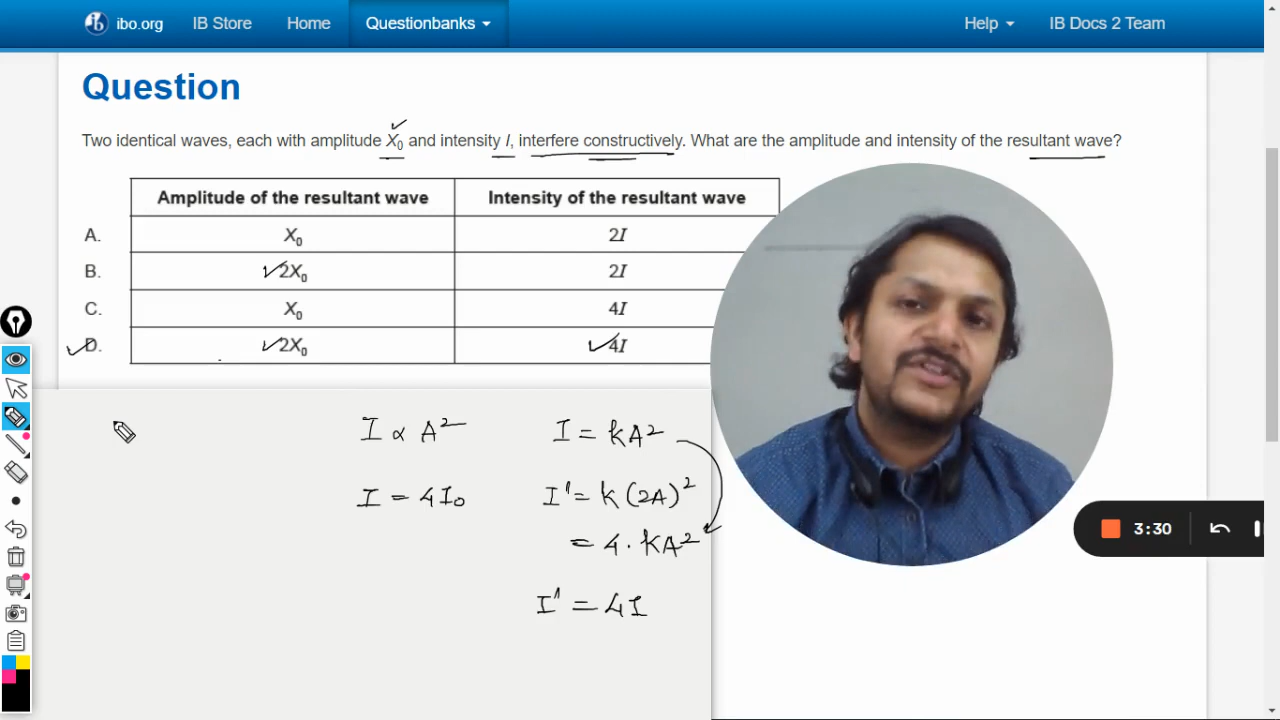 ibo.org IB Store Home Questionbanks Help IB Docs 2 Team
Question
Two identical waves, each with amplitude X₀ and intensity I, interfere constructively. What are the amplitude and intensity of the resultant wave?
Amplitude of the resultant wave Intensity of the resultant wave
A. X₀ 2I
B. 2X₀ 2I
C. X₀ 4I
D. 2X₀ 4I
I ∝ A² I = kA²
I = 4I₀ I' = k(2A)²
= 4·kA²
I' = 4I
3:30